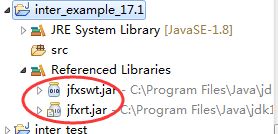 inter_example_17.1
JRE System Library [JavaSE-1.8]
src
Referenced Libraries
jfxswt.jar - C:\Program Files\Java\jd
jfxrt.jar - C:\Program Files\Java\jdk1
inter test